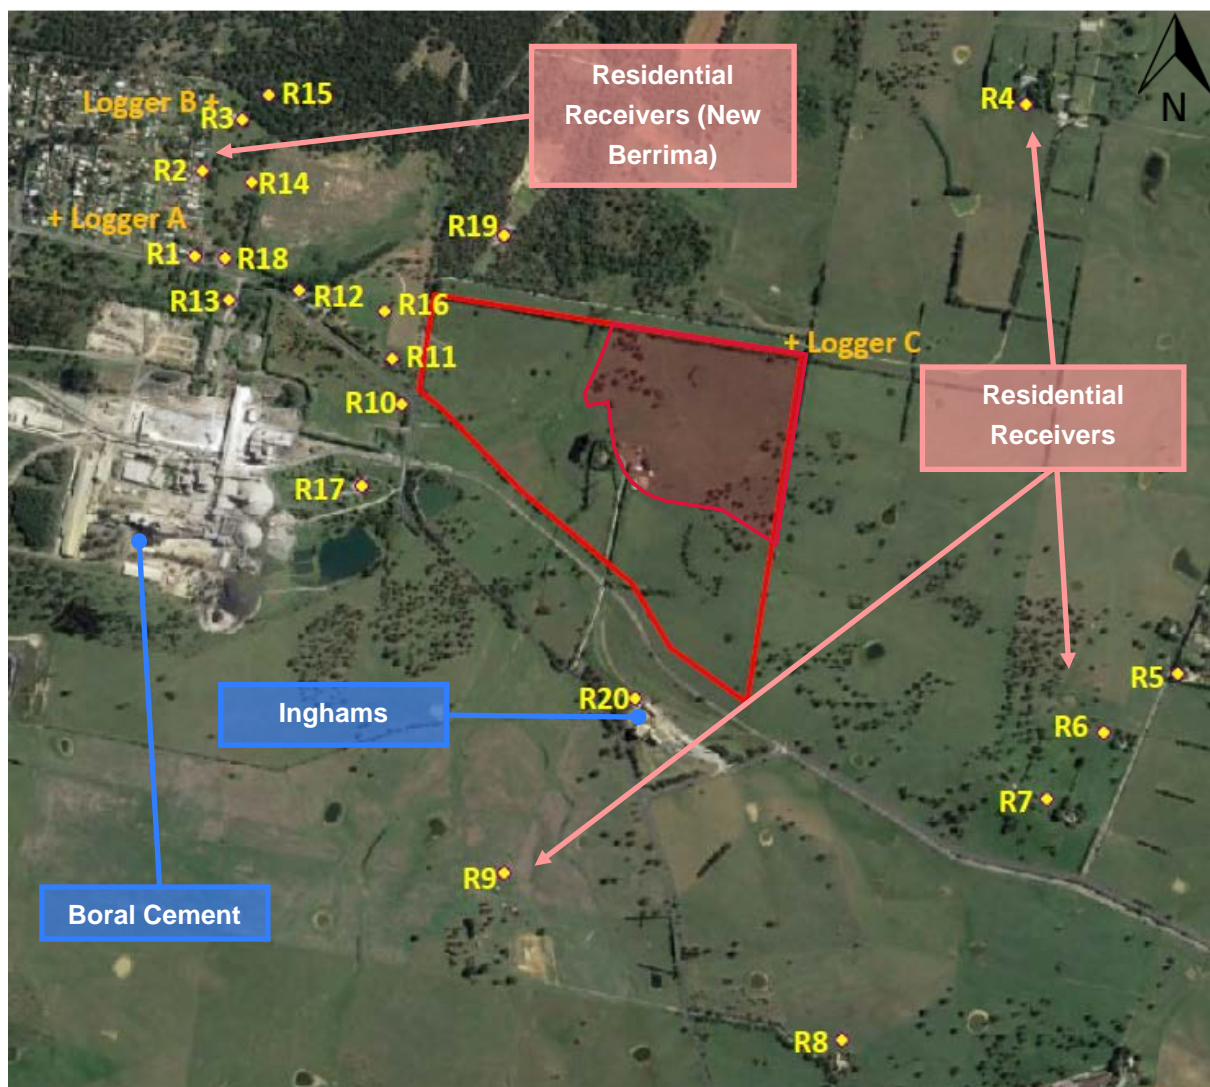 Residential
Receivers (New
Berrima)
Logger B +
R15
R3
R4
N
R2
R14
+ Logger A
R19
R1
R18
R13
R12
R16
+ Logger C
R11
R10
Residential
Receivers
R17
R5
R20
Inghams
R6
R7
R9
Boral Cement
R8